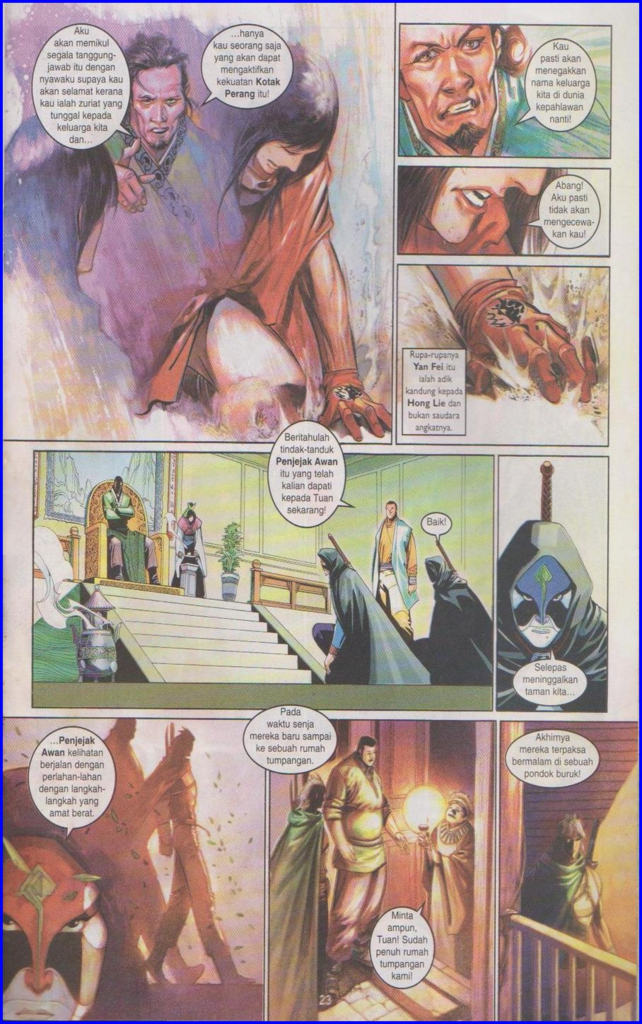 Aku
akan memikul
segala tanggung-
jawab itu dengan
nyawaku supaya kau
akan selamat kerana
kau ialah zuriat yang
tunggal kepada
keluarga kita
dan...
...hanya
kau seorang saja
yang akan dapat
mengaktifkan
kekuatan Kotak
Perang itu!
Kau
pasti akan
menegakkan
nama keluarga
kita di dunia
kepahlawan
nanti!
Abang!
Aku pasti
tidak akan
mengecewa-
kan kau!
Rupa-rupanya
Yan Fei itu
ialah adik
kandung kepada
Hong Lie dan
bukan saudara
angkatnya.
Beritahulah
tindak-tanduk
Penjejak Awan
itu yang telah
kalian dapati
kepada Tuan
sekarang!
Baik!
Selepas
meninggalkan
taman kita...
...Penjejak
Awan kelihatan
berjalan dengan
perlahan-lahan
dengan langkah-
langkah yang
amat berat.
Pada
waktu senja
mereka baru sampai
ke sebuah rumah
tumpangan.
Minta
ampun,
Tuan! Sudah
penuh rumah
tumpangan
kami!
Akhirnya
mereka terpaksa
bermalam di sebuah
pondok buruk!
23